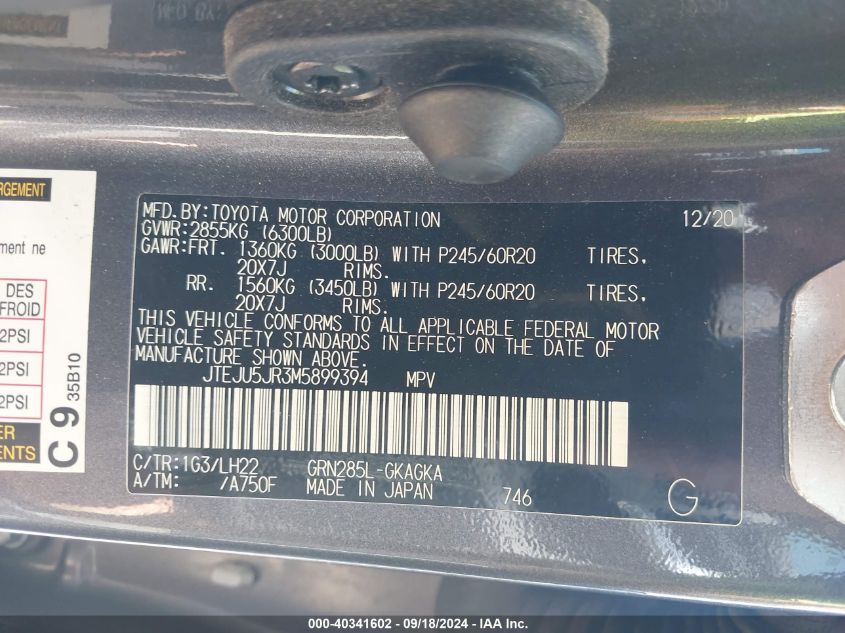 RGEMENT
ment ne
DES
FROID
2PSI
2PSI
ER
ENTS
C 9 35B10
MFD.BY:TOYOTA MOTOR CORPORATION 12/20
GVWR:2855KG (6300LB)
GAWR:FRT. 1360KG (3000LB) WITH P245/60R20 TIRES,
20X7J RIMS.
RR. 1560KG (3450LB) WITH P245/60R20 TIRES,
20X7J RIMS.
THIS VEHICLE CONFORMS TO ALL APPLICABLE FEDERAL MOTOR
VEHICLE SAFETY STANDARDS IN EFFECT ON THE DATE OF
MANUFACTURE SHOWN ABOVE.
JTEJU5JR3M5899394 MPV
C/TR:1G3/LH22 GRN285L-GKAGKA
A/TM: /A750F MADE IN JAPAN 746 G
000-40341602 / 09/18/2024 - IAA Inc.